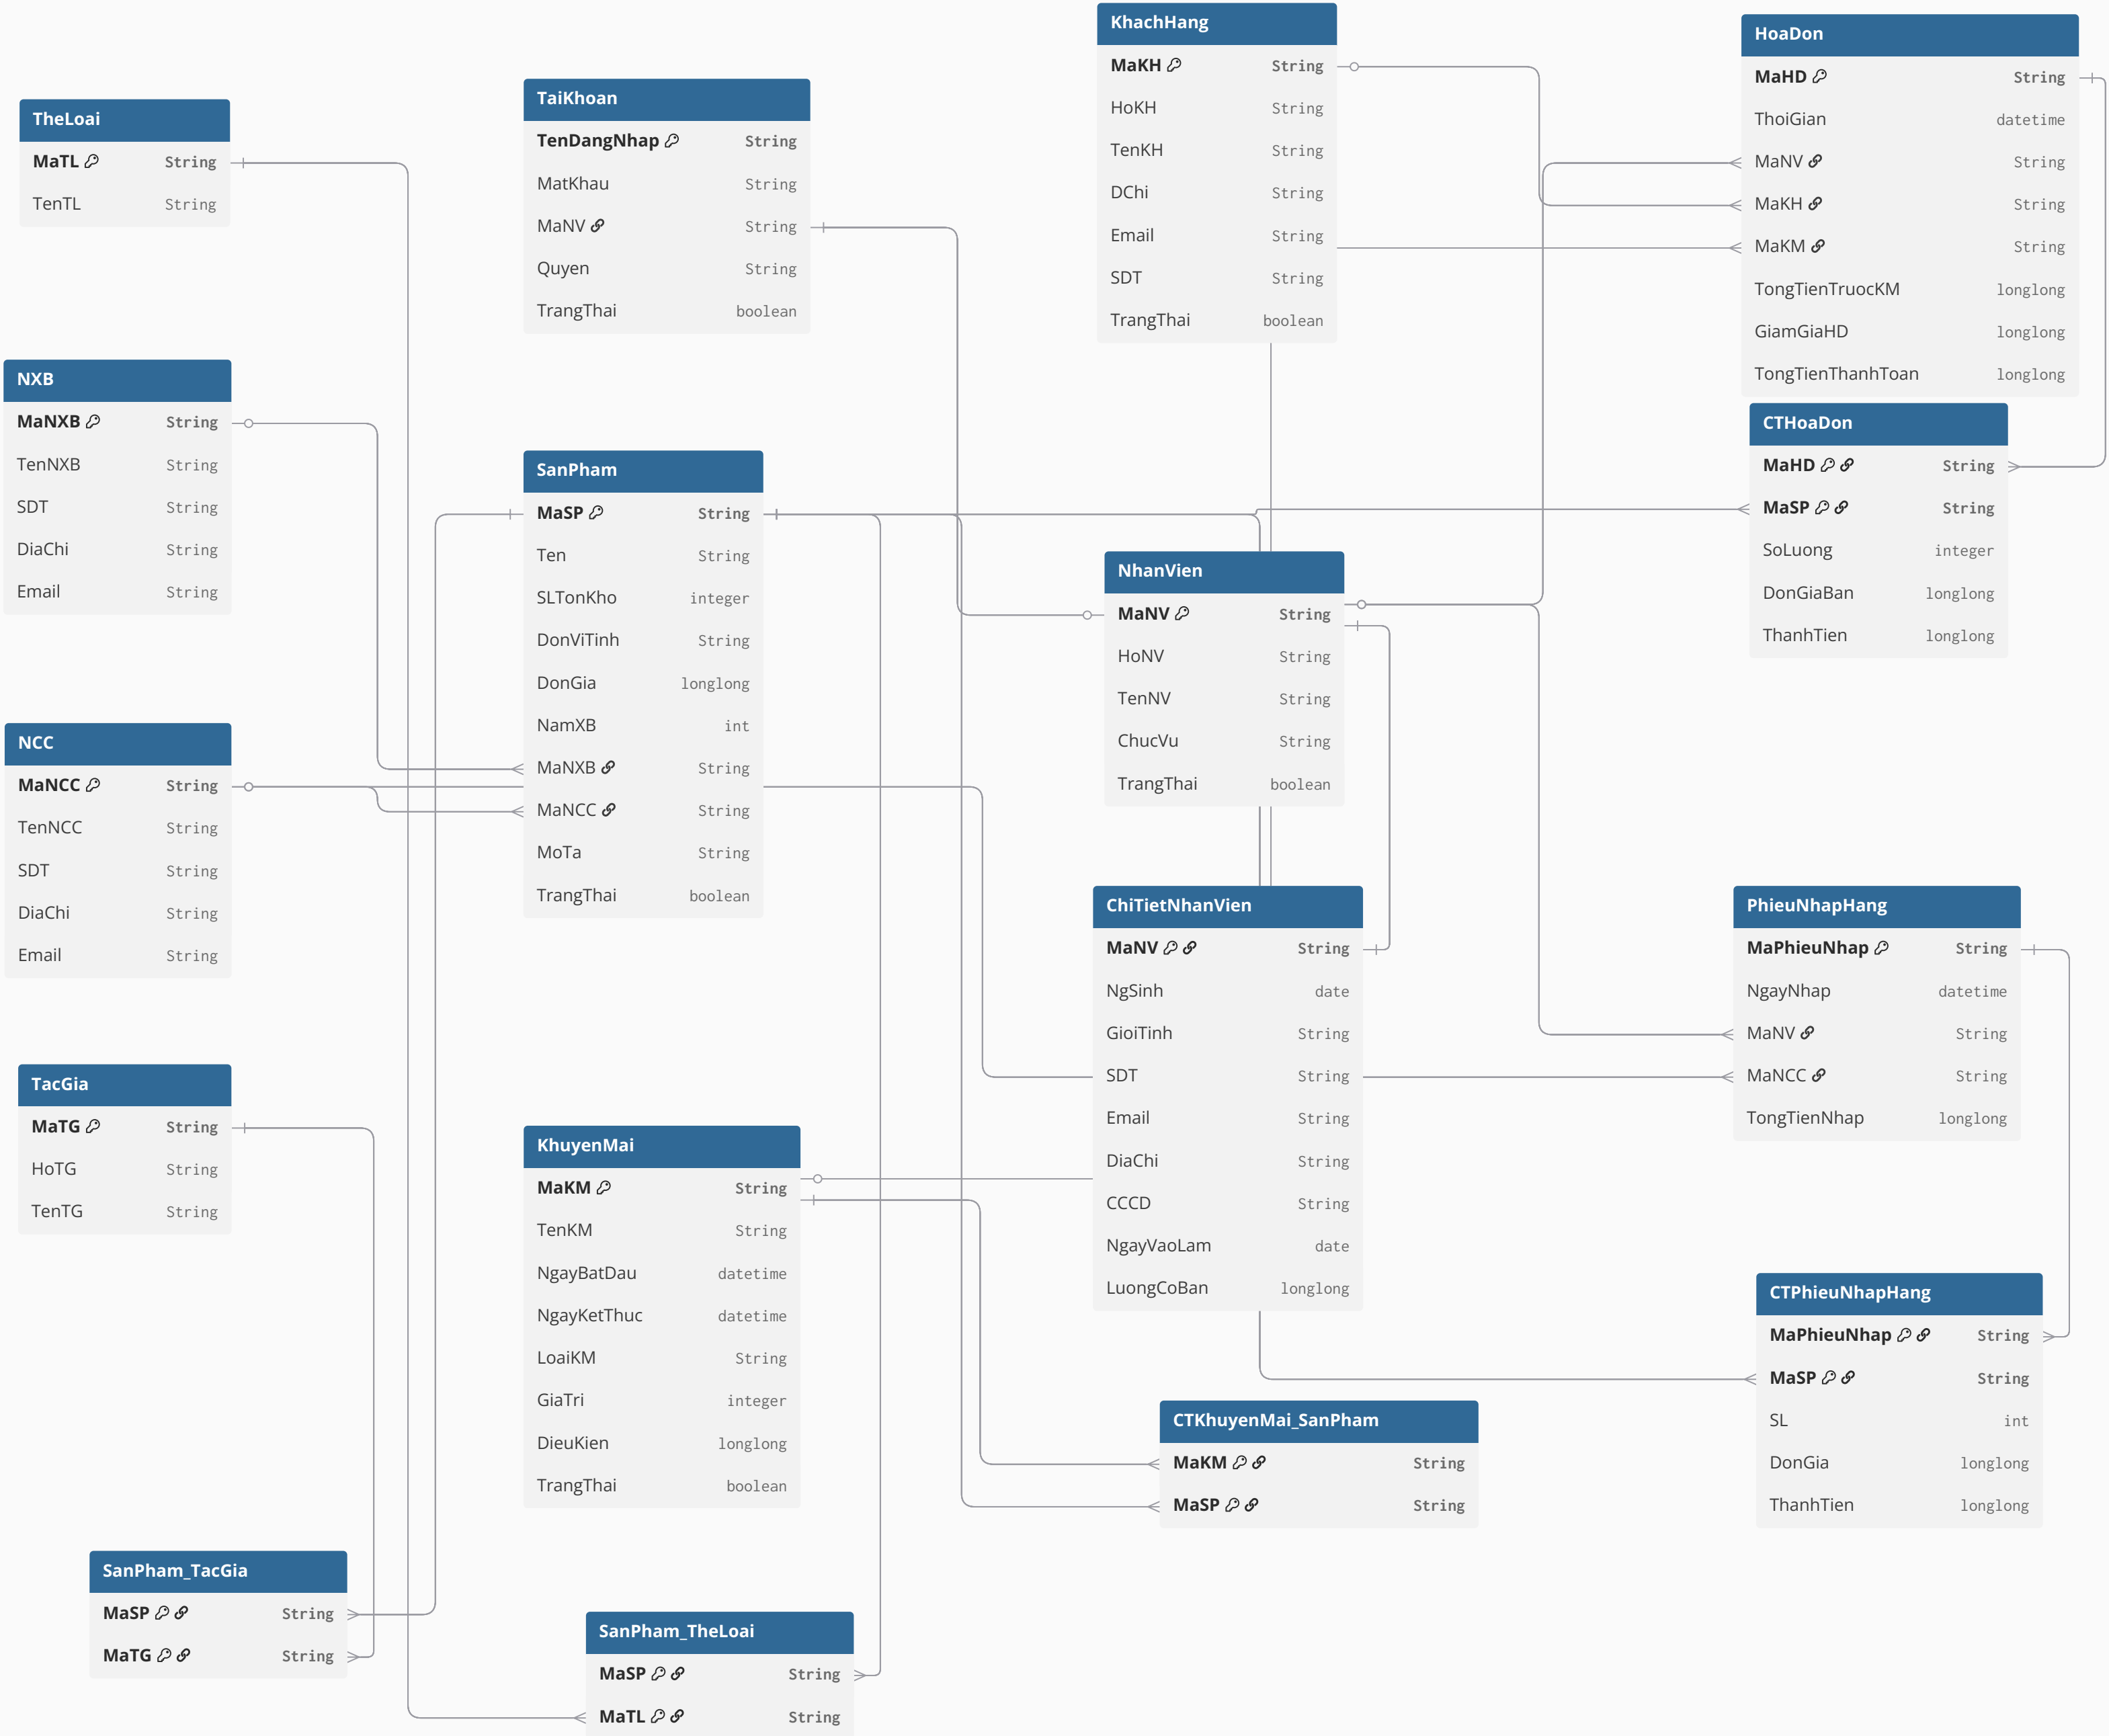 TheLoai
MaTL String
TenTL String
NXB
MaNXB String
TenNXB String
SDT String
DiaChi String
Email String
NCC
MaNCC String
TenNCC String
SDT String
DiaChi String
Email String
TacGia
MaTG String
HoTG String
TenTG String
SanPham_TacGia
MaSP String
MaTG String
TaiKhoan
TenDangNhap String
MatKhau String
MaNV String
Quyen String
TrangThai boolean
SanPham
MaSP String
Ten String
SLTonKho integer
DonViTinh String
DonGia longlong
NamXB int
MaNXB String
MaNCC String
MoTa String
TrangThai boolean
KhuyenMai
MaKM String
TenKM String
NgayBatDau datetime
NgayKetThuc datetime
LoaiKM String
GiaTri integer
DieuKien longlong
TrangThai boolean
SanPham_TheLoai
MaSP String
MaTL String
KhachHang
MaKH String
HoKH String
TenKH String
DChi String
Email String
SDT String
TrangThai boolean
NhanVien
MaNV String
HoNV String
TenNV String
ChucVu String
TrangThai boolean
ChiTietNhanVien
MaNV String
NgSinh date
GioiTinh String
SDT String
Email String
DiaChi String
CCCD String
NgayVaoLam date
LuongCoBan longlong
CTKhuyenMai_SanPham
MaKM String
MaSP String
HoaDon
MaHD String
ThoiGian datetime
MaNV String
MaKH String
MaKM String
TongTienTruocKM longlong
GiamGiaHD longlong
TongTienThanhToan longlong
CTHoaDon
MaHD String
MaSP String
SoLuong integer
DonGiaBan longlong
ThanhTien longlong
PhieuNhapHang
MaPhieuNhap String
NgayNhap datetime
MaNV String
MaNCC String
TongTienNhap longlong
CTPhieuNhapHang
MaPhieuNhap String
MaSP String
SL int
DonGia longlong
ThanhTien longlong